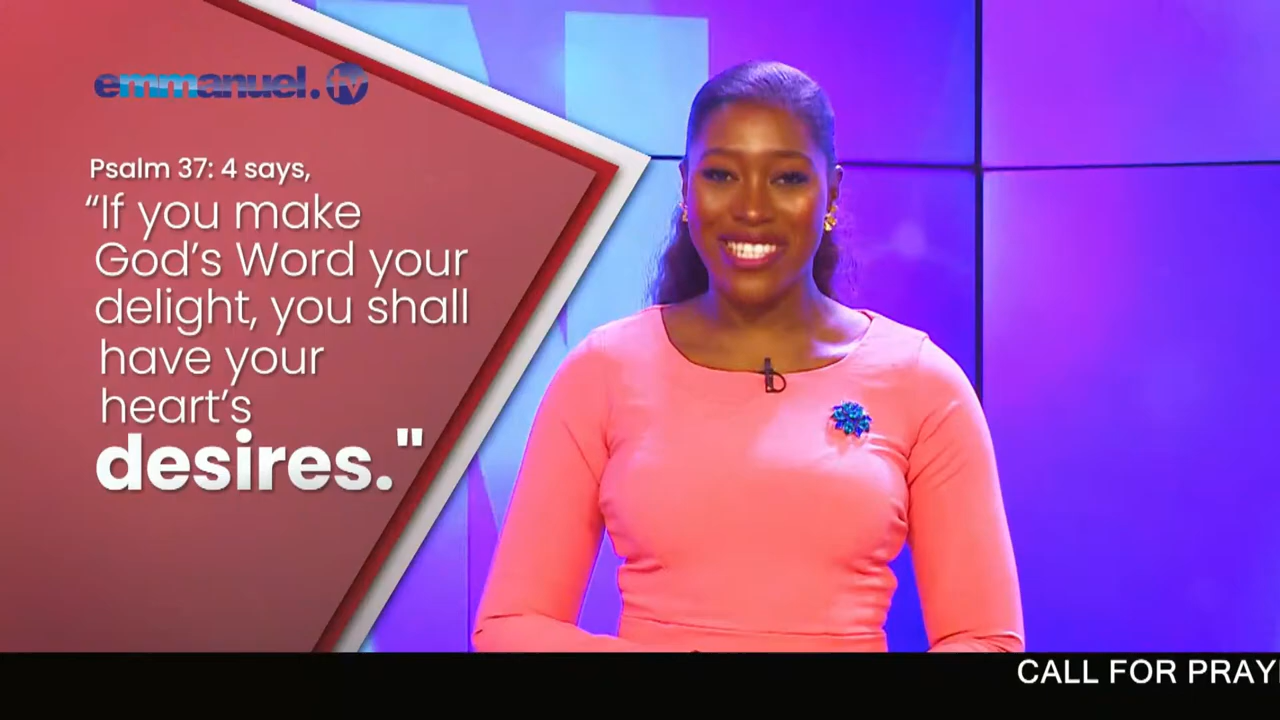 emmanuel.tv
Psalm 37: 4 says,
“If you make
God’s Word your
delight, you shall
have your
heart’s
desires."
CALL FOR PRAY